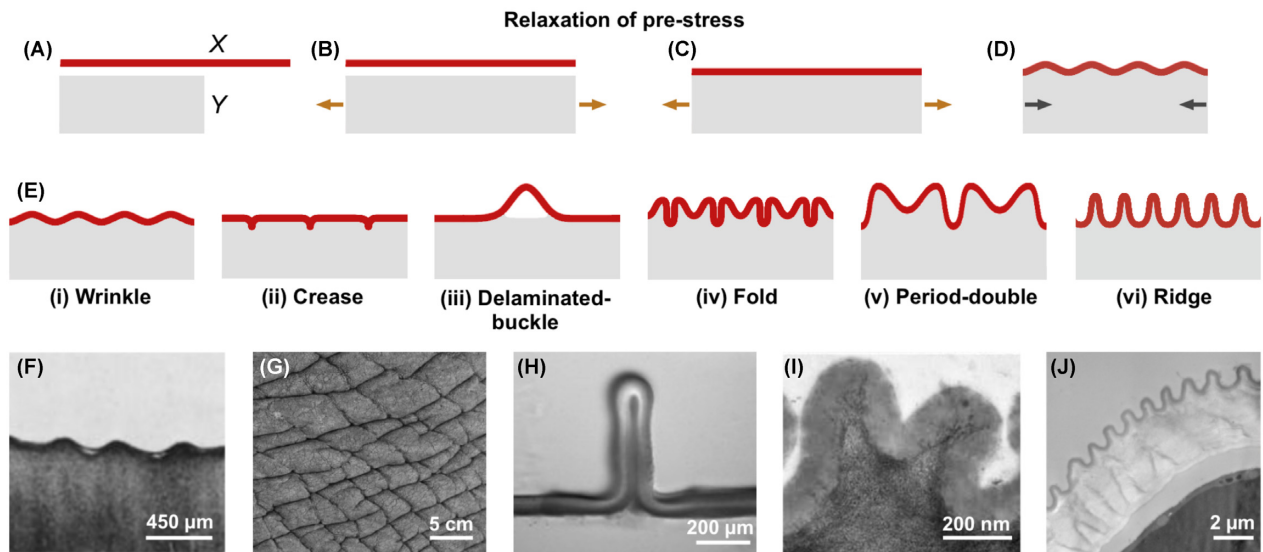 Relaxation of pre-stress
(A)
X
Y
(B)
(C)
(D)
(E)
(i) Wrinkle
(ii) Crease
(iii) Delaminated-
buckle
(iv) Fold
(v) Period-double
(vi) Ridge
(F)
450 μm
(G)
5 cm
(H)
200 μm
(I)
200 nm
(J)
2 μm